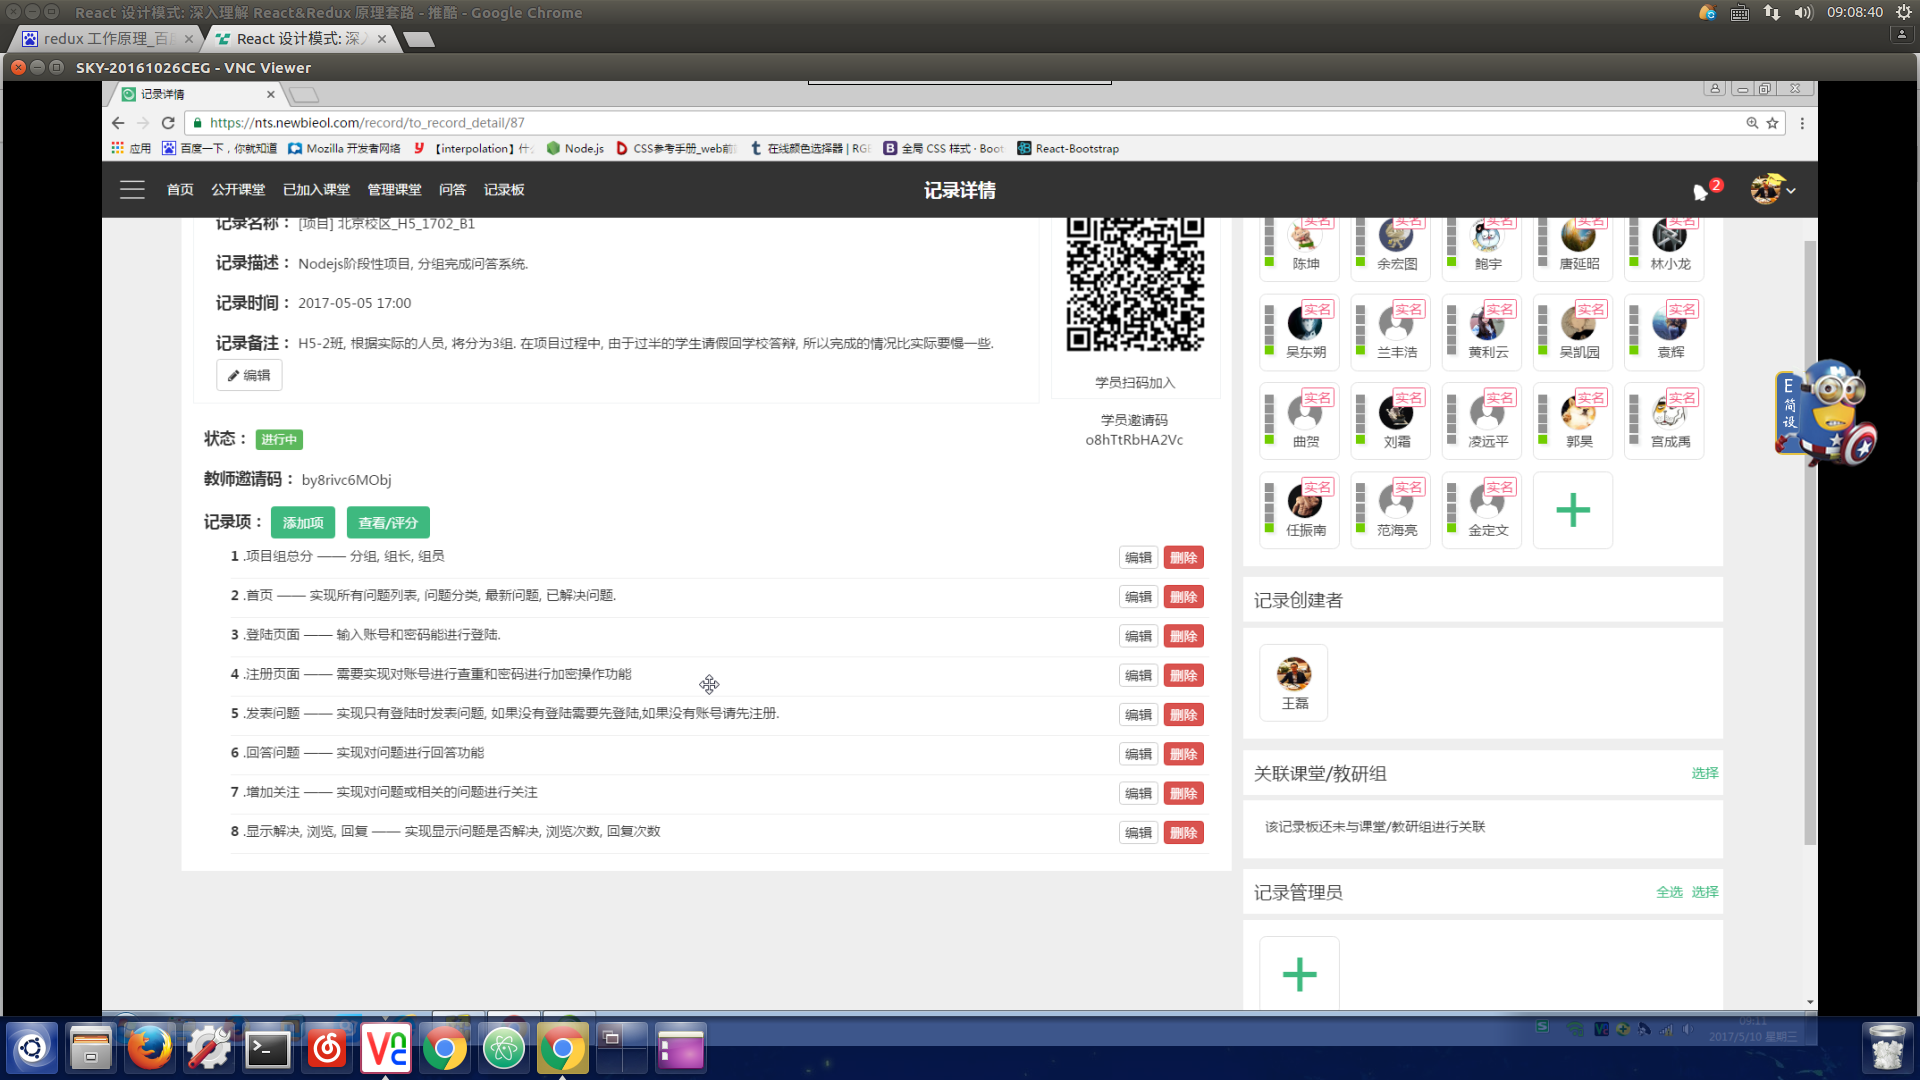 React 设计模式: 深入理解 React&Redux 原理套路 - 推酷 - Google Chrome
09:08:40
redux 工作原理_百
React 设计模式: 深
SKY-20161026CEG - VNC Viewer
记录详情
https://nts.newbieol.com/record/to_record_detail/87
应用
百度一下，你就知道
Mozilla 开发者网络
【interpolation】什
Node.js
CSS参考手册_web前
在线颜色选择器 | RG
全局 CSS 样式 · Boot
React-Bootstrap
首页 公开课堂 已加入课堂 管理课堂 问答 记录板
记录详情
2
记录名称： [项目] 北京校区_H5_1702_B1
记录描述： Nodejs阶段性项目, 分组完成问答系统.
记录时间： 2017-05-05 17:00
记录备注： H5-2班, 根据实际的人员, 将分为3组. 在项目过程中, 由于过半的学生请假回学校答辩, 所以完成的情况比实际要慢一些.
编辑
学员扫码加入
学员邀请码
o8hTtRbHA2Vc
状态： 进行中
教师邀请码： by8rivc6MObj
记录项： 添加项 查看/评分
1 .项目组总分 —— 分组, 组长, 组员 编辑 删除
2 .首页 —— 实现所有问题列表, 问题分类, 最新问题, 已解决问题. 编辑 删除
3 .登陆页面 —— 输入账号和密码能进行登陆. 编辑 删除
4 .注册页面 —— 需要实现对账号进行查重和密码进行加密操作功能 编辑 删除
5 .发表问题 —— 实现只有登陆时发表问题, 如果没有登陆需要先登陆,如果没有账号请先注册. 编辑 删除
6 .回答问题 —— 实现对问题进行回答功能 编辑 删除
7 .增加关注 —— 实现对问题或相关的问题进行关注 编辑 删除
8 .显示解决, 浏览, 回复 —— 实现显示问题是否解决, 浏览次数, 回复次数 编辑 删除
实名 实名 实名 实名 实名
陈坤 余宏图 鲍宇 唐延昭 林小龙
实名 实名 实名 实名 实名
吴东朔 兰丰浩 黄利云 吴凯园 袁辉
实名 实名 实名 实名 实名
曲贺 刘霜 凌远平 郭昊 宫成禹
实名 实名 实名
任振南 范海亮 金定文
记录创建者
王磊
关联课堂/教研组 选择
该记录板还未与课堂/教研组进行关联
记录管理员 全选 选择
E
简
设
09:11
2017/5/10 星期三